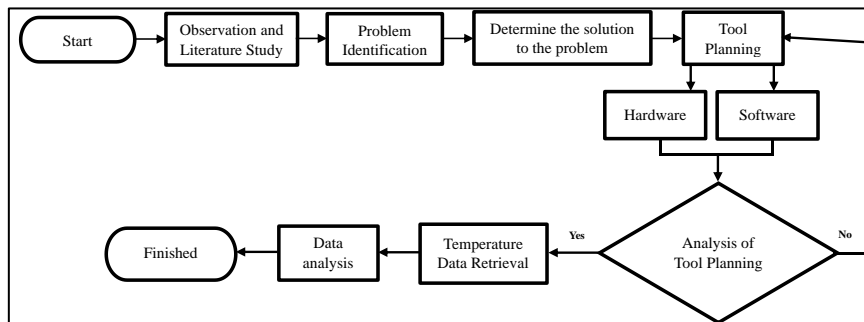 Start
Observation and
Literature Study
Problem
Identification
Determine the solution
to the problem
Tool
Planning
Hardware
Software
Analysis of
Tool Planning
Yes
No
Temperature
Data Retrieval
Data
analysis
Finished